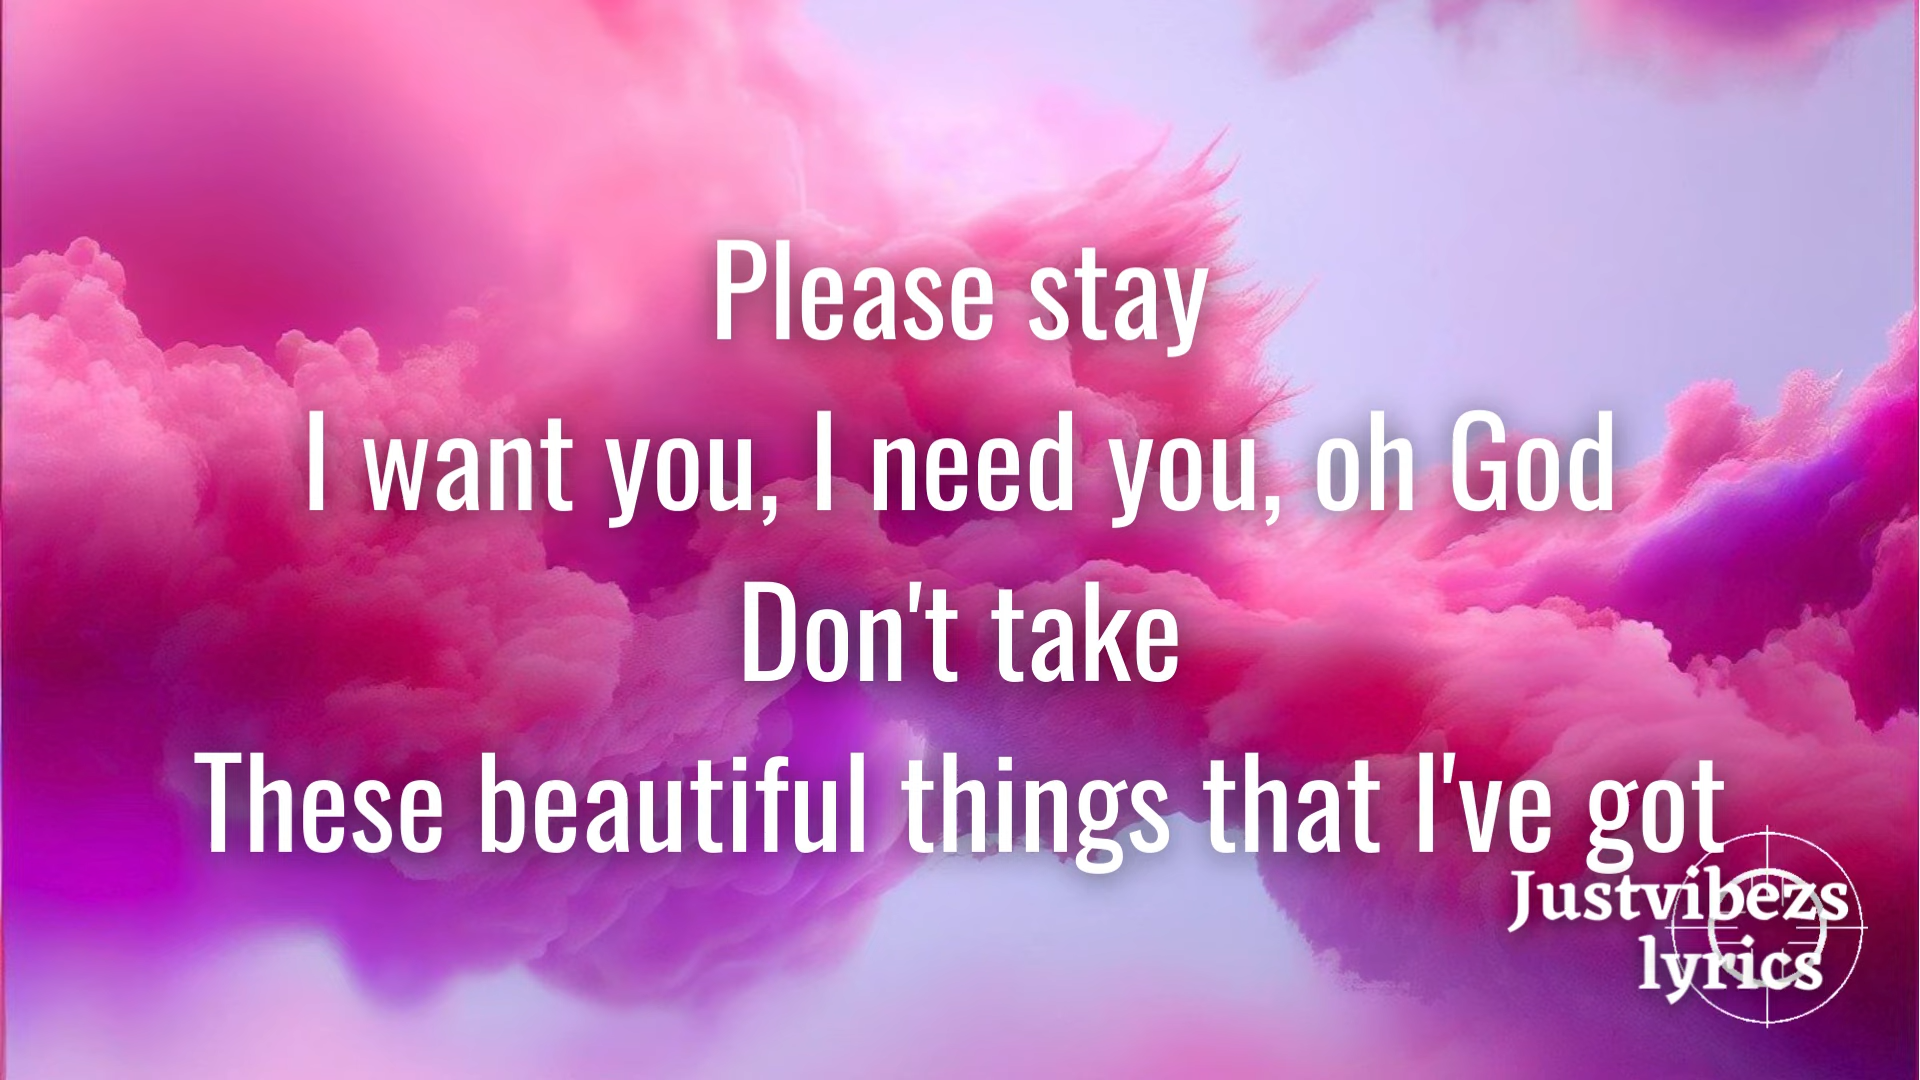 Please stay
I want you, I need you, oh God
Don't take
These beautiful things that I've got
Justvibezs
lyrics